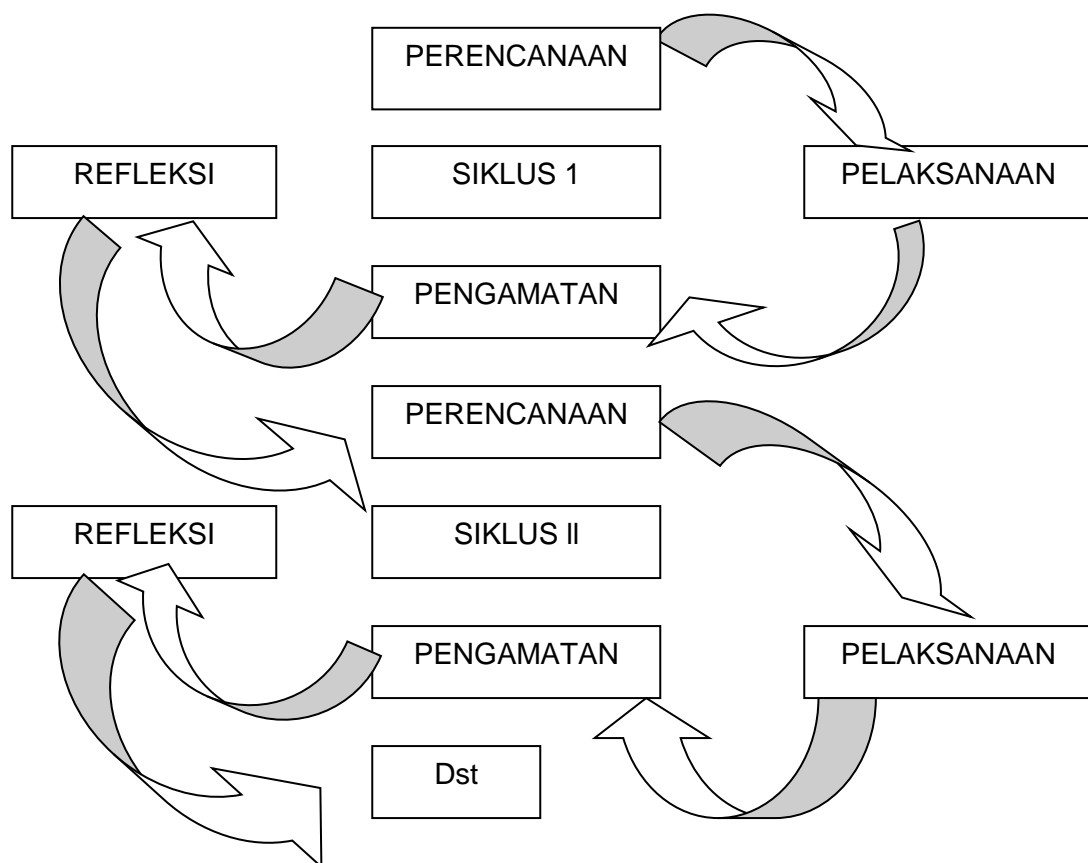 PERENCANAAN
REFLEKSI
SIKLUS 1
PELAKSANAAN
PENGAMATAN
PERENCANAAN
REFLEKSI
SIKLUS II
PENGAMATAN
PELAKSANAAN
Dst